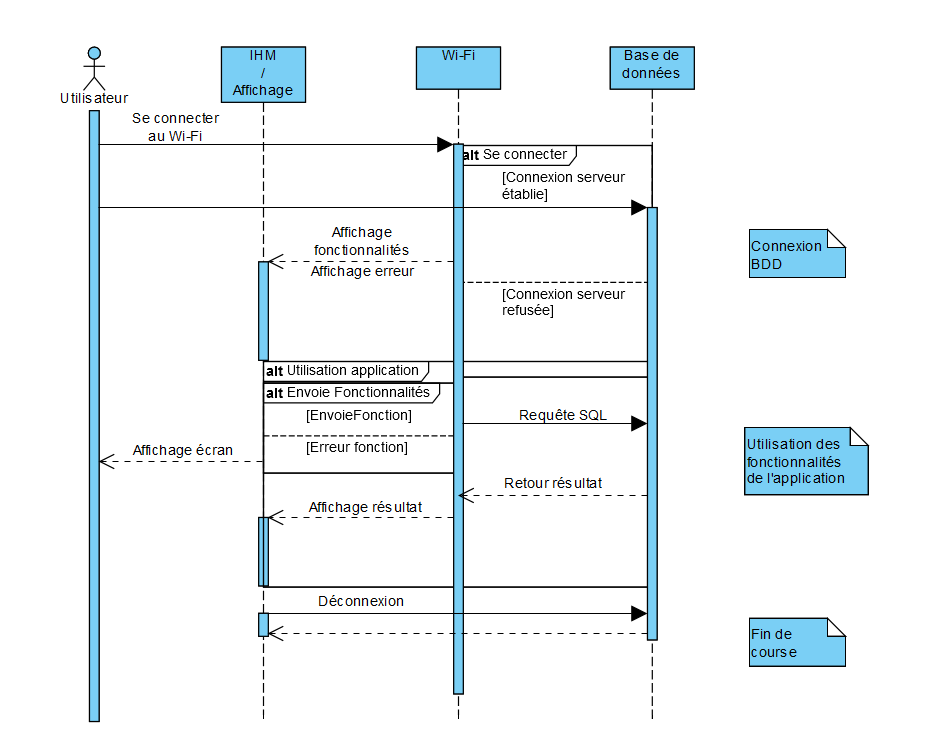 IHM
/
Affichage
Wi-Fi
Base de
données
Utilisateur
Se connecter
au Wi-Fi
alt Se connecter
[Connexion serveur
établie]
Affichage
fonctionnalités
Affichage erreur
Connexion
BDD
[Connexion serveur
refusée]
alt Utilisation application
alt Envoie Fonctionnalités
[EnvoieFonction]
Requête SQL
[Erreur fonction]
Affichage écran
Utilisation des
fonctionnalités
de l'application
Retour résultat
Affichage résultat
Déconnexion
Fin de
course